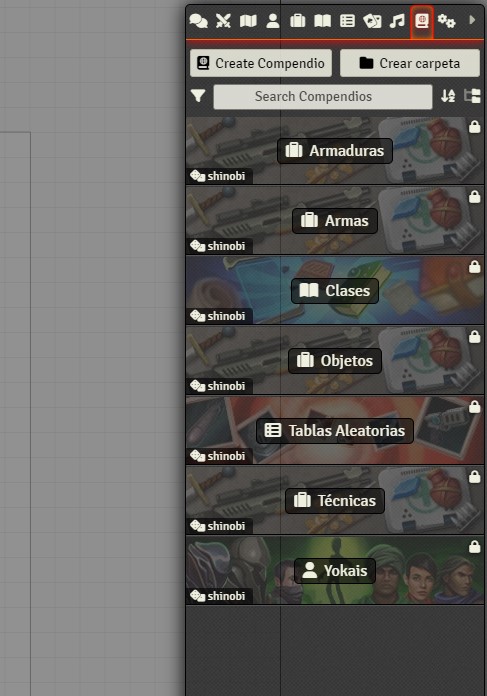 Create Compendio
Crear carpeta
Search Compendios
Armaduras
shinobi
Armas
shinobi
Clases
shinobi
Objetos
shinobi
Tablas Aleatorias
shinobi
Técnicas
shinobi
Yokais
shinobi